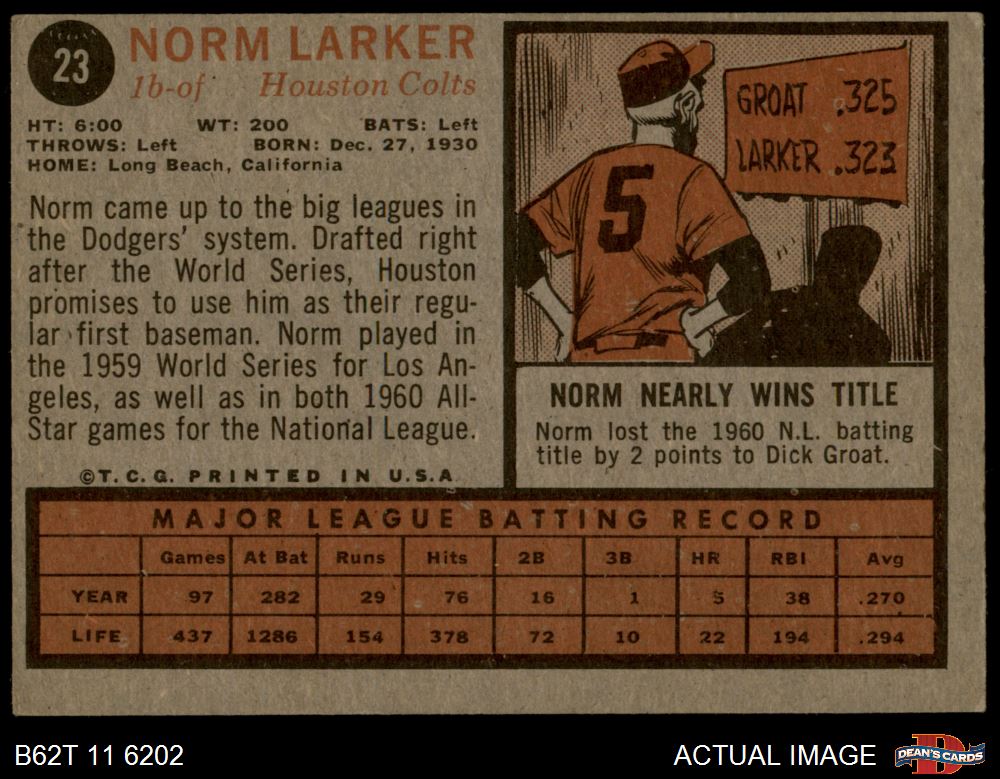 23
NORM LARKER
1b-of Houston Colts
HT: 6:00 WT: 200 BATS: Left
THROWS: Left BORN: Dec. 27, 1930
HOME: Long Beach, California
Norm came up to the big leagues in
the Dodgers' system. Drafted right
after the World Series, Houston
promises to use him as their regu-
lar first baseman. Norm played in
the 1959 World Series for Los An-
geles, as well as in both 1960 All-
Star games for the National League.
©T.C.G. PRINTED IN U.S.A
GROAT .325
LARKER .323
5
NORM NEARLY WINS TITLE
Norm lost the 1960 N.L. batting
title by 2 points to Dick Groat.
MAJOR LEAGUE BATTING RECORD
Games At Bat Runs Hits 2B 3B HR RBI Avg
YEAR 97 282 29 76 16 1 5 38 .270
LIFE 437 1286 154 378 72 10 22 194 .294
B62T 11 6202
ACTUAL IMAGE
D
DEAN'S CARDS